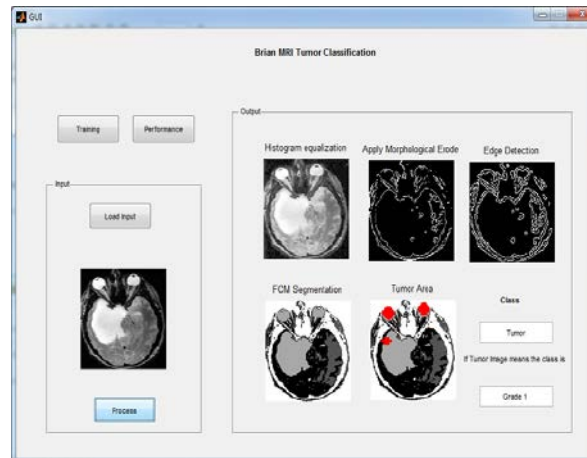 GUI
Brian MRI Tumor Classification
Training
Performance
Input
Load Input
Process
Output
Histogram equalization
Apply Morphological Erode
Edge Detection
FCM Segmentation
Tumor Area
Class
Tumor
If Tumor Image means the class is
Grade 1